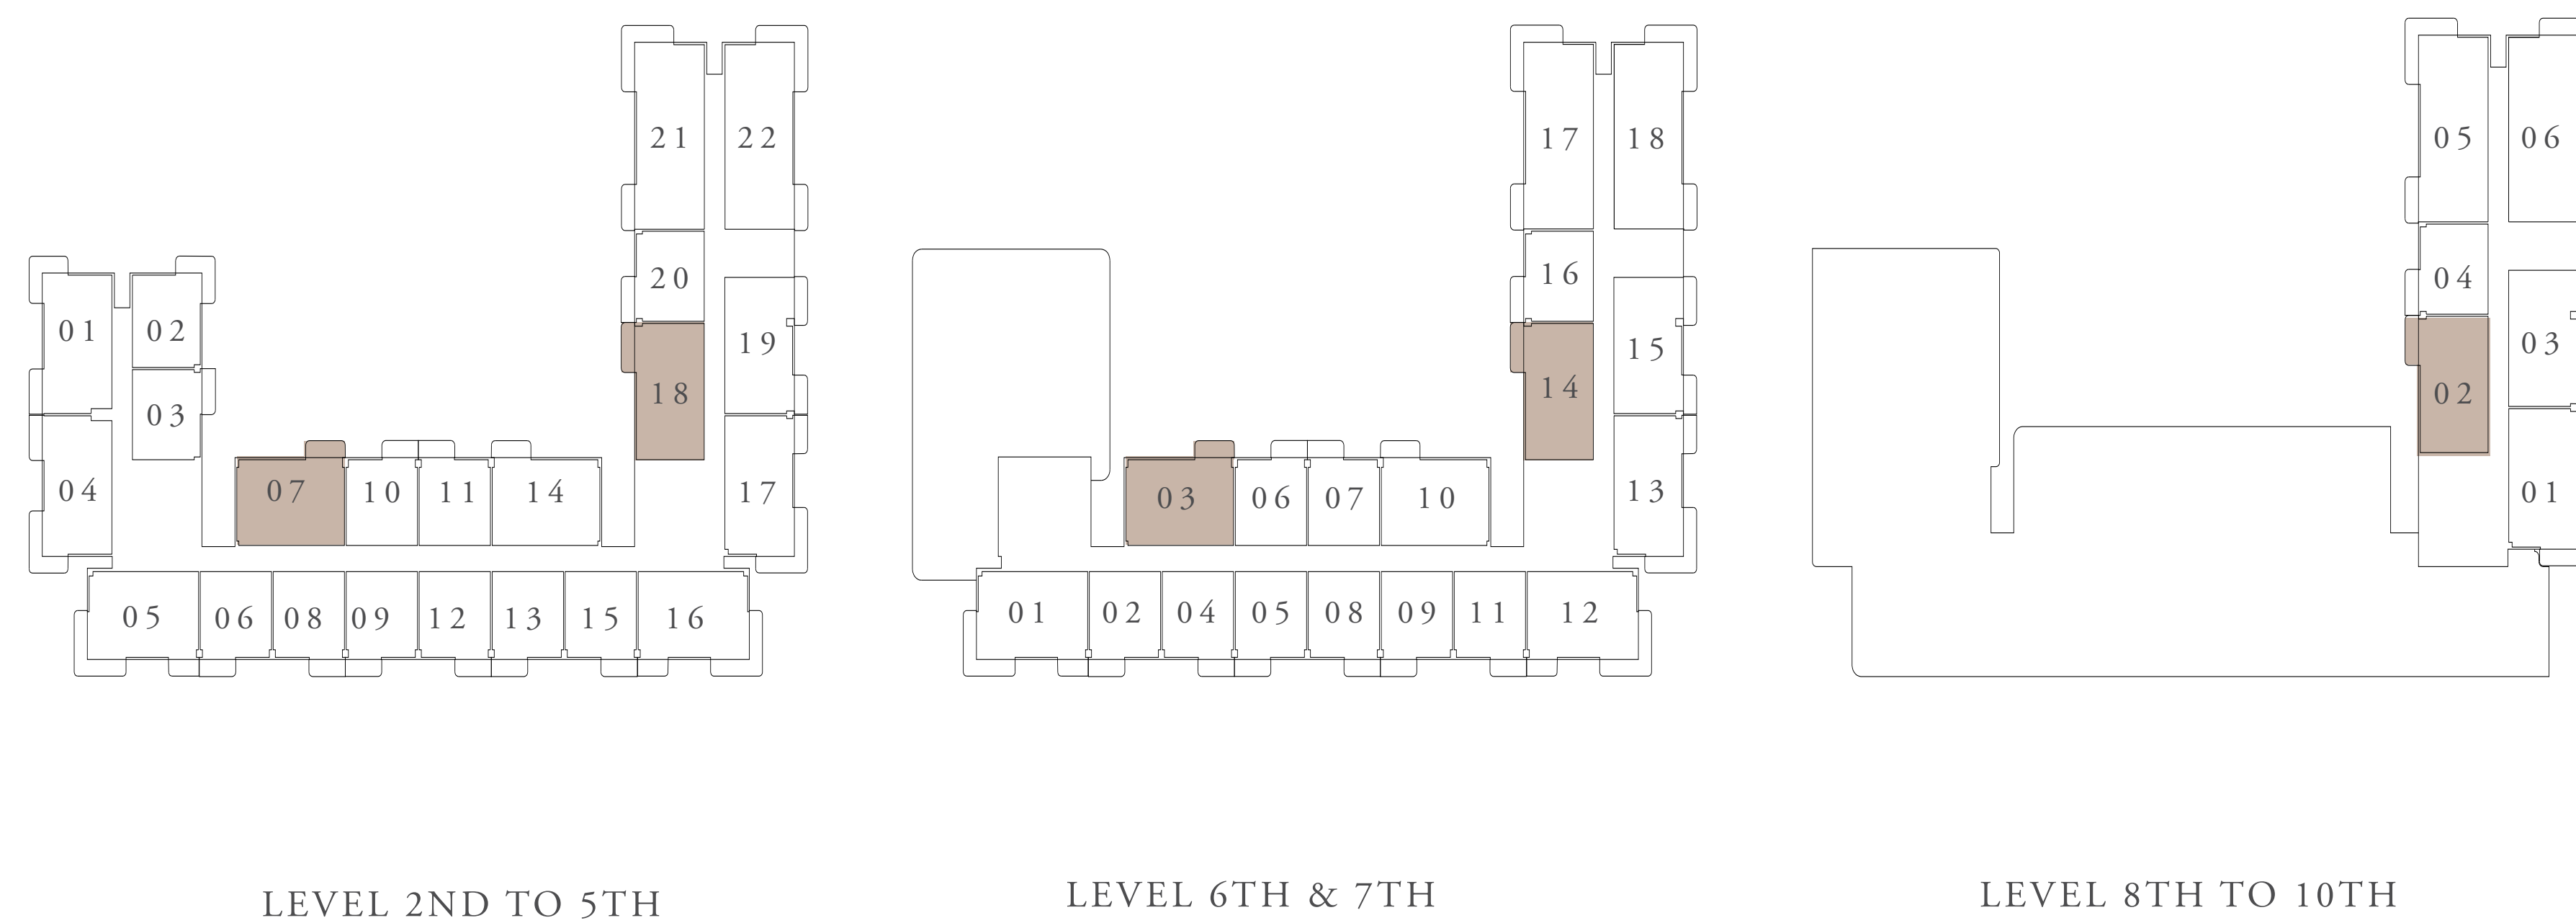 21 22
20
19
18
17
01 02
03
04
07 10 11 14
05 06 08 09 12 13 15 16
LEVEL 2ND TO 5TH
17 18
16
15
14
13
03 06 07 10
01 02 04 05 08 09 11 12
LEVEL 6TH & 7TH
05 06
04
03
02
01
LEVEL 8TH TO 10TH